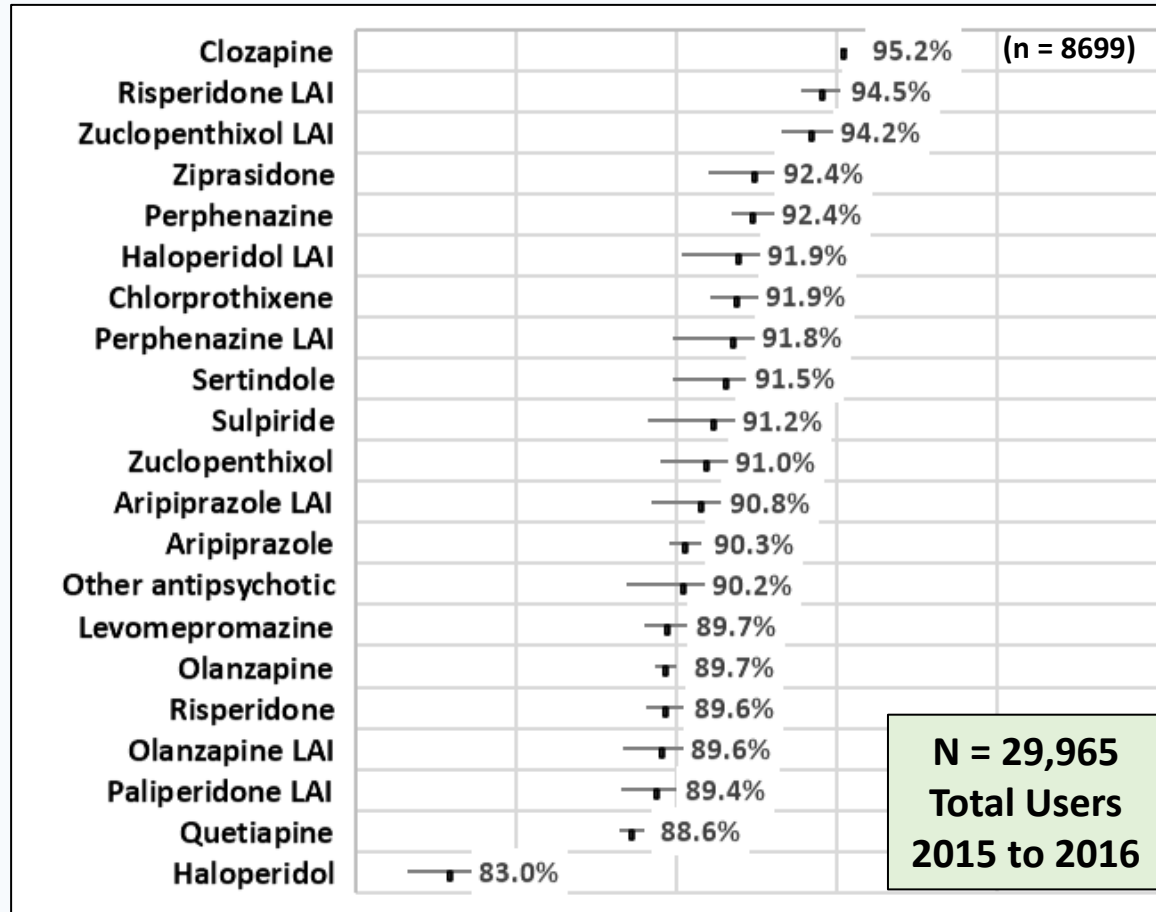 Clozapine 95.2% (n = 8699)
Risperidone LAI 94.5%
Zuclopenthixol LAI 94.2%
Ziprasidone 92.4%
Perphenazine 92.4%
Haloperidol LAI 91.9%
Chlorprothixene 91.9%
Perphenazine LAI 91.8%
Sertindole 91.5%
Sulpiride 91.2%
Zuclopenthixol 91.0%
Aripiprazole LAI 90.8%
Aripiprazole 90.3%
Other antipsychotic 90.2%
Levomepromazine 89.7%
Olanzapine 89.7%
Risperidone 89.6%
Olanzapine LAI 89.6%
Paliperidone LAI 89.4%
Quetiapine 88.6%
Haloperidol 83.0%
N = 29,965
Total Users
2015 to 2016